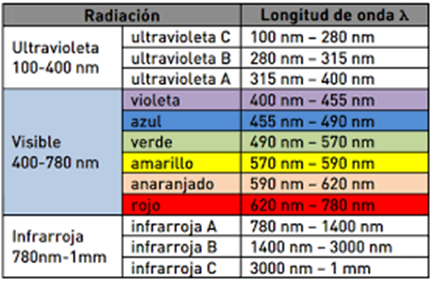 Radiación Longitud de onda λ
Ultravioleta
100-400 nm
ultravioleta C 100 nm – 280 nm
ultravioleta B 280 nm – 315 nm
ultravioleta A 315 nm – 400 nm
Visible
400-780 nm
violeta 400 nm – 455 nm
azul 455 nm – 490 nm
verde 490 nm – 570 nm
amarillo 570 nm – 590 nm
anaranjado 590 nm – 620 nm
rojo 620 nm – 780 nm
Infrarroja
780nm-1mm
infrarroja A 780 nm – 1400 nm
infrarroja B 1400 nm – 3000 nm
infrarroja C 3000 nm – 1 mm